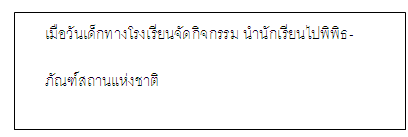 เมื่อวันเด็กทางโรงเรียนจัดกิจกรรม นำนักเรียนไปพิพิธ-
ภัณฑ์สถานแห่งชาติ